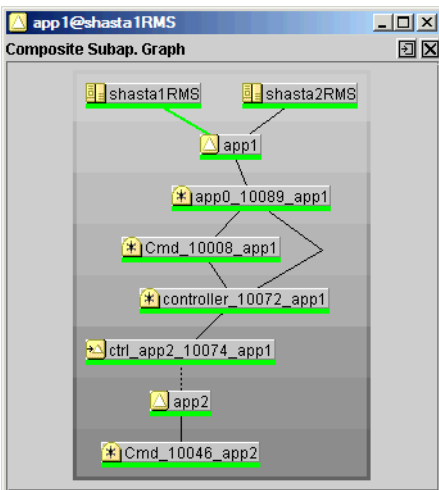 app1@shasta1RMS
Composite Subap. Graph
shasta1RMS shasta2RMS
app1
app0_10089_app1
Cmd_10008_app1
controller_10072_app1
ctrl_app2_10074_app1
app2
Cmd_10046_app2